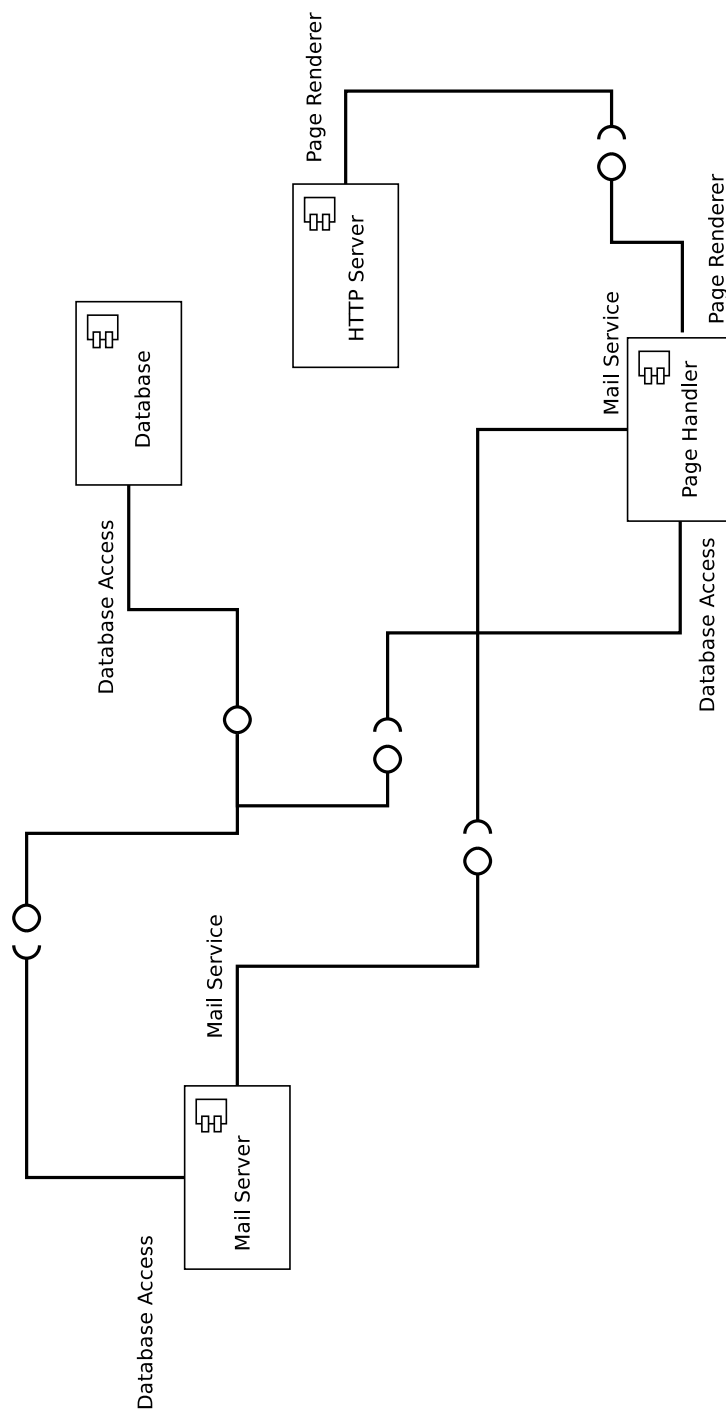 Page Renderer
HTTP Server
Page Renderer
Mail Service
Page Handler
Database
Database Access
Database Access
Mail Service
Mail Server
Database Access